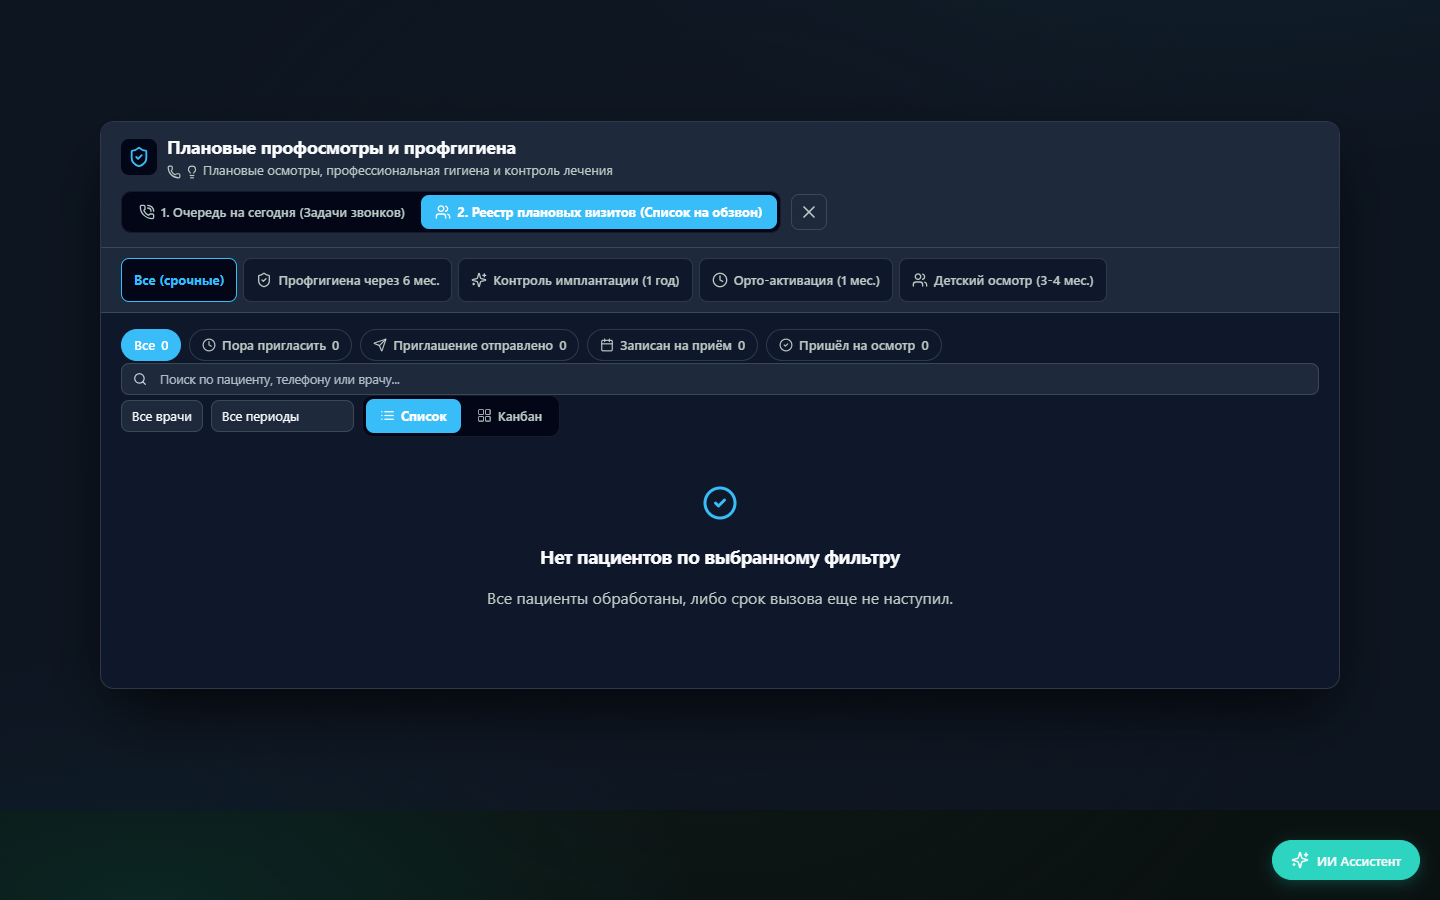 Плановые профосмотры и профгигиена
Плановые осмотры, профессиональная гигиена и контроль лечения
1. Очередь на сегодня (Задачи звонков)
2. Реестр плановых визитов (Список на обзвон)
Все (срочные)
Профгигиена через 6 мес.
Контроль имплантации (1 год)
Орто-активация (1 мес.)
Детский осмотр (3-4 мес.)
Все 0
Пора пригласить 0
Приглашение отправлено 0
Записан на приём 0
Пришёл на осмотр 0
Поиск по пациенту, телефону или врачу...
Все врачи
Все периоды
Список
Канбан
Нет пациентов по выбранному фильтру
Все пациенты обработаны, либо срок вызова еще не наступил.
ИИ Ассистент